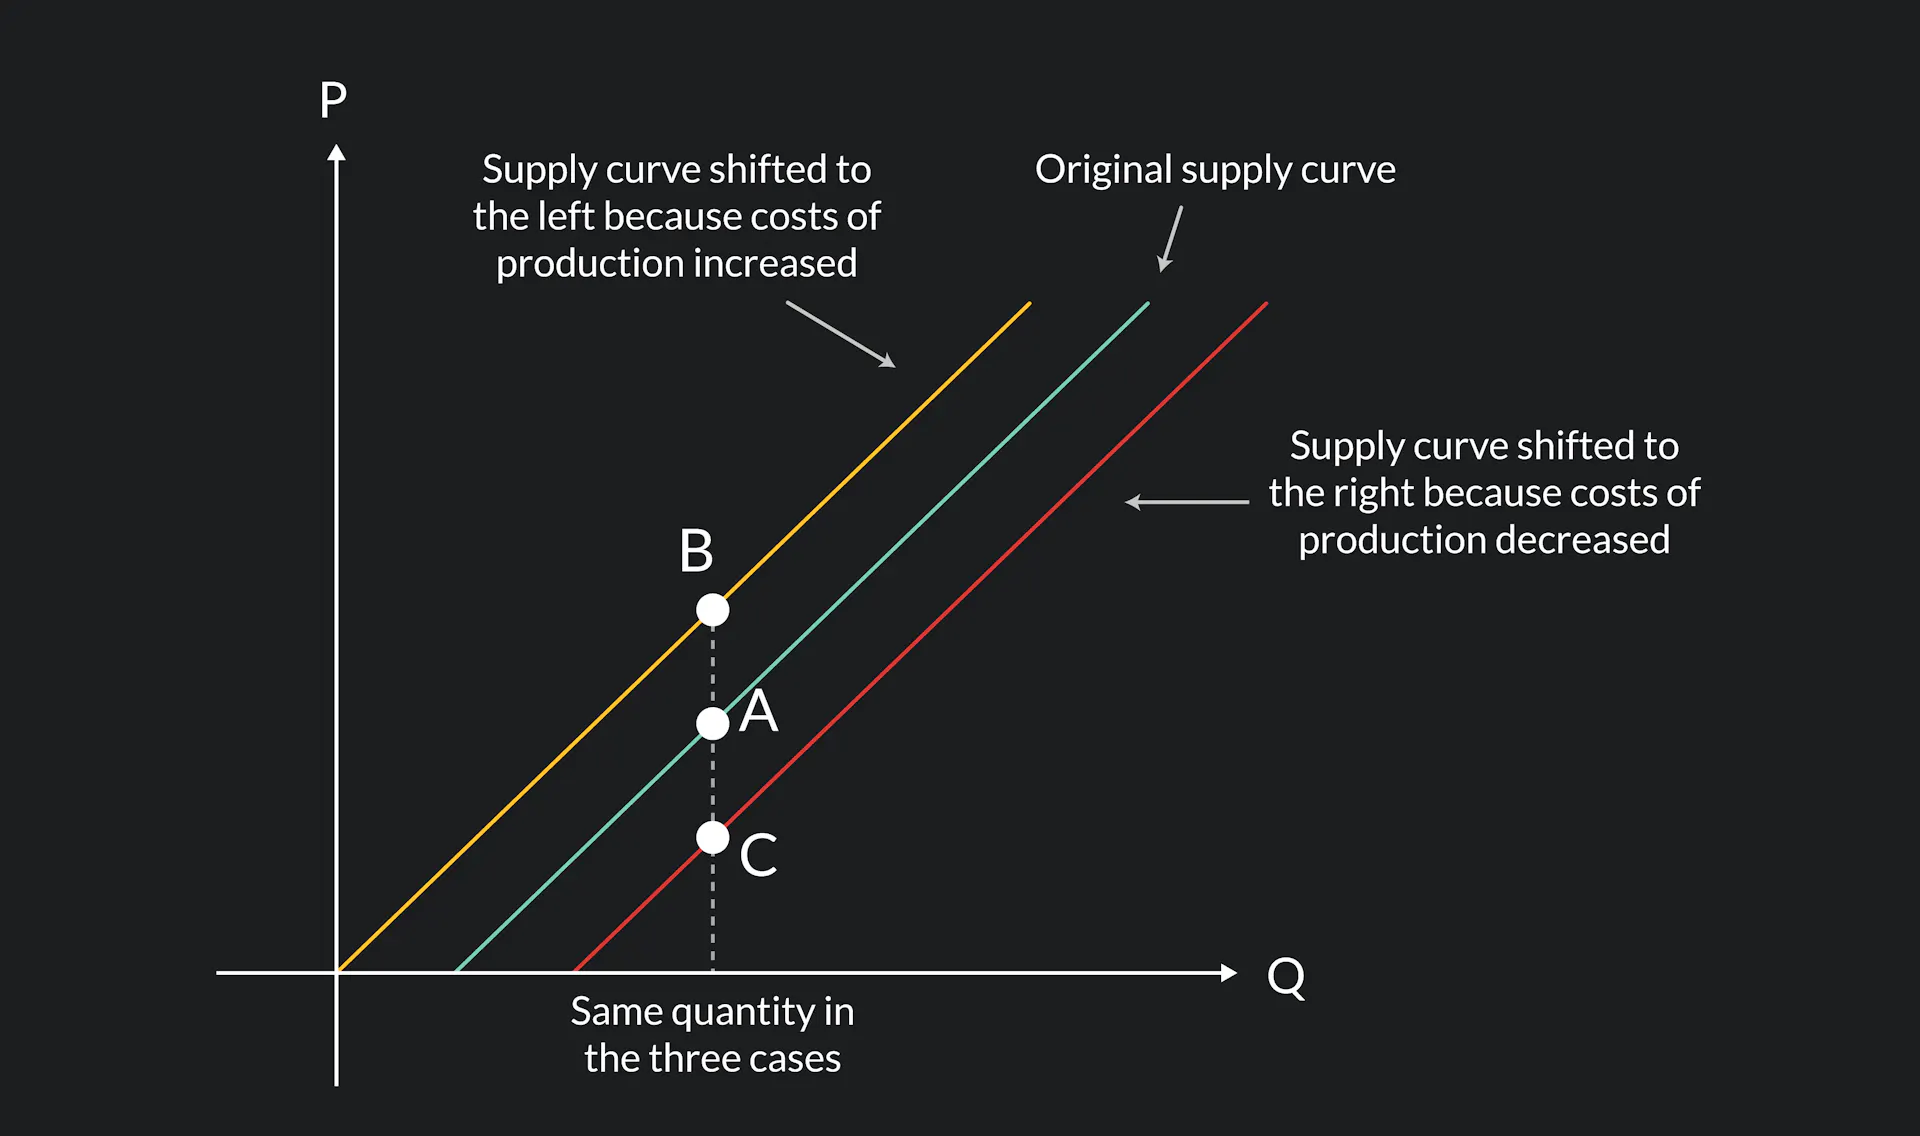 P
Supply curve shifted to
the left because costs of
production increased
Original supply curve
Supply curve shifted to
the right because costs of
production decreased
B
A
C
Q
Same quantity in
the three cases